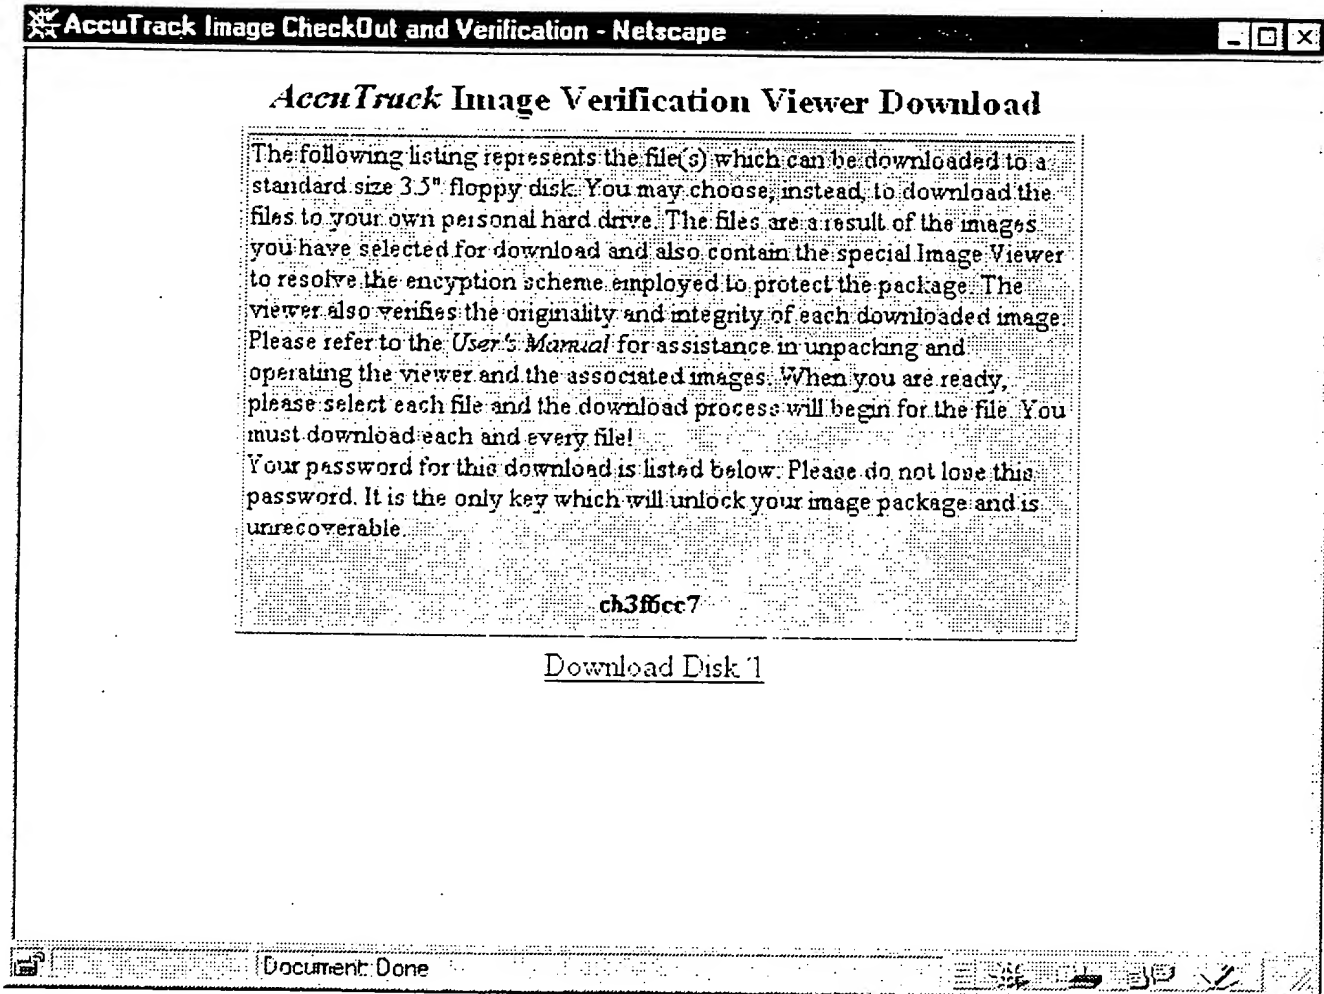 AccuTrack Image CheckOut and Verification - Netscape
AccuTrack Image Verification Viewer Download
The following listing represents the file(s) which can be downloaded to a
standard size 3.5" floppy disk. You may choose, instead, to download the
files to your own personal hard drive. The files are a result of the images
you have selected for download and also contain the special Image Viewer
to resolve the encyption scheme employed to protect the package. The
viewer also verifies the originality and integrity of each downloaded image.
Please refer to the User's Manual for assistance in unpacking and
operating the viewer and the associated images. When you are ready,
please select each file and the download process will begin for the file. You
must download each and every file!
Your password for this download is listed below. Please do not lose this
password. It is the only key which will unlock your image package and is
unrecoverable.
ch3f6cc7
Download Disk 1
Document: Done